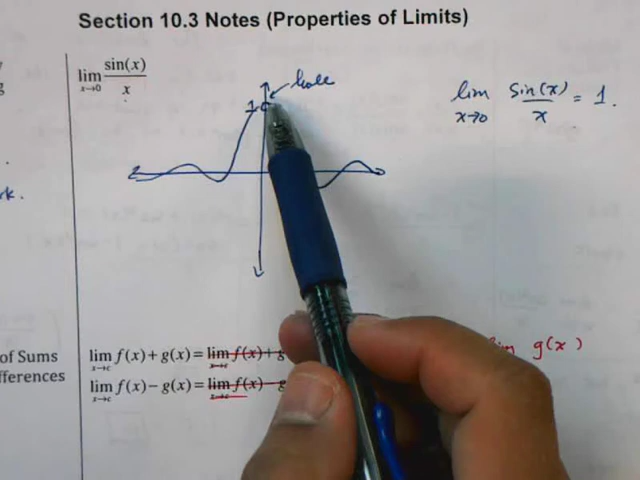 Section 10.3 Notes (Properties of Limits)
lim x→0 sin(x)/x
hole
1
lim x→0 sin(x)/x = 1.
rk.
of Sums
fferences
lim x→c f(x)+g(x)= lim x→c f(x)+g
g(x)
lim x→c f(x)−g(x)= lim x→c f(x)−g